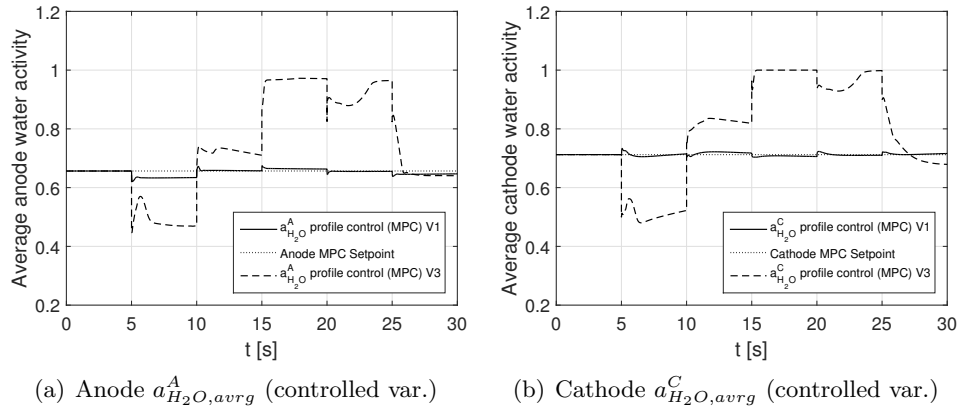 Average anode water activity
1.2
1
0.8
0.6
0.4
0.2
a^A_{H_2O} profile control (MPC) V1
Anode MPC Setpoint
a^A_{H_2O} profile control (MPC) V3
0 5 10 15 20 25 30
t [s]
(a) Anode a^A_{H_2O,avrg} (controlled var.)
Average cathode water activity
1.2
1
0.8
0.6
0.4
0.2
a^C_{H_2O} profile control (MPC) V1
Cathode MPC Setpoint
a^C_{H_2O} profile control (MPC) V3
0 5 10 15 20 25 30
t [s]
(b) Cathode a^C_{H_2O,avrg} (controlled var.)